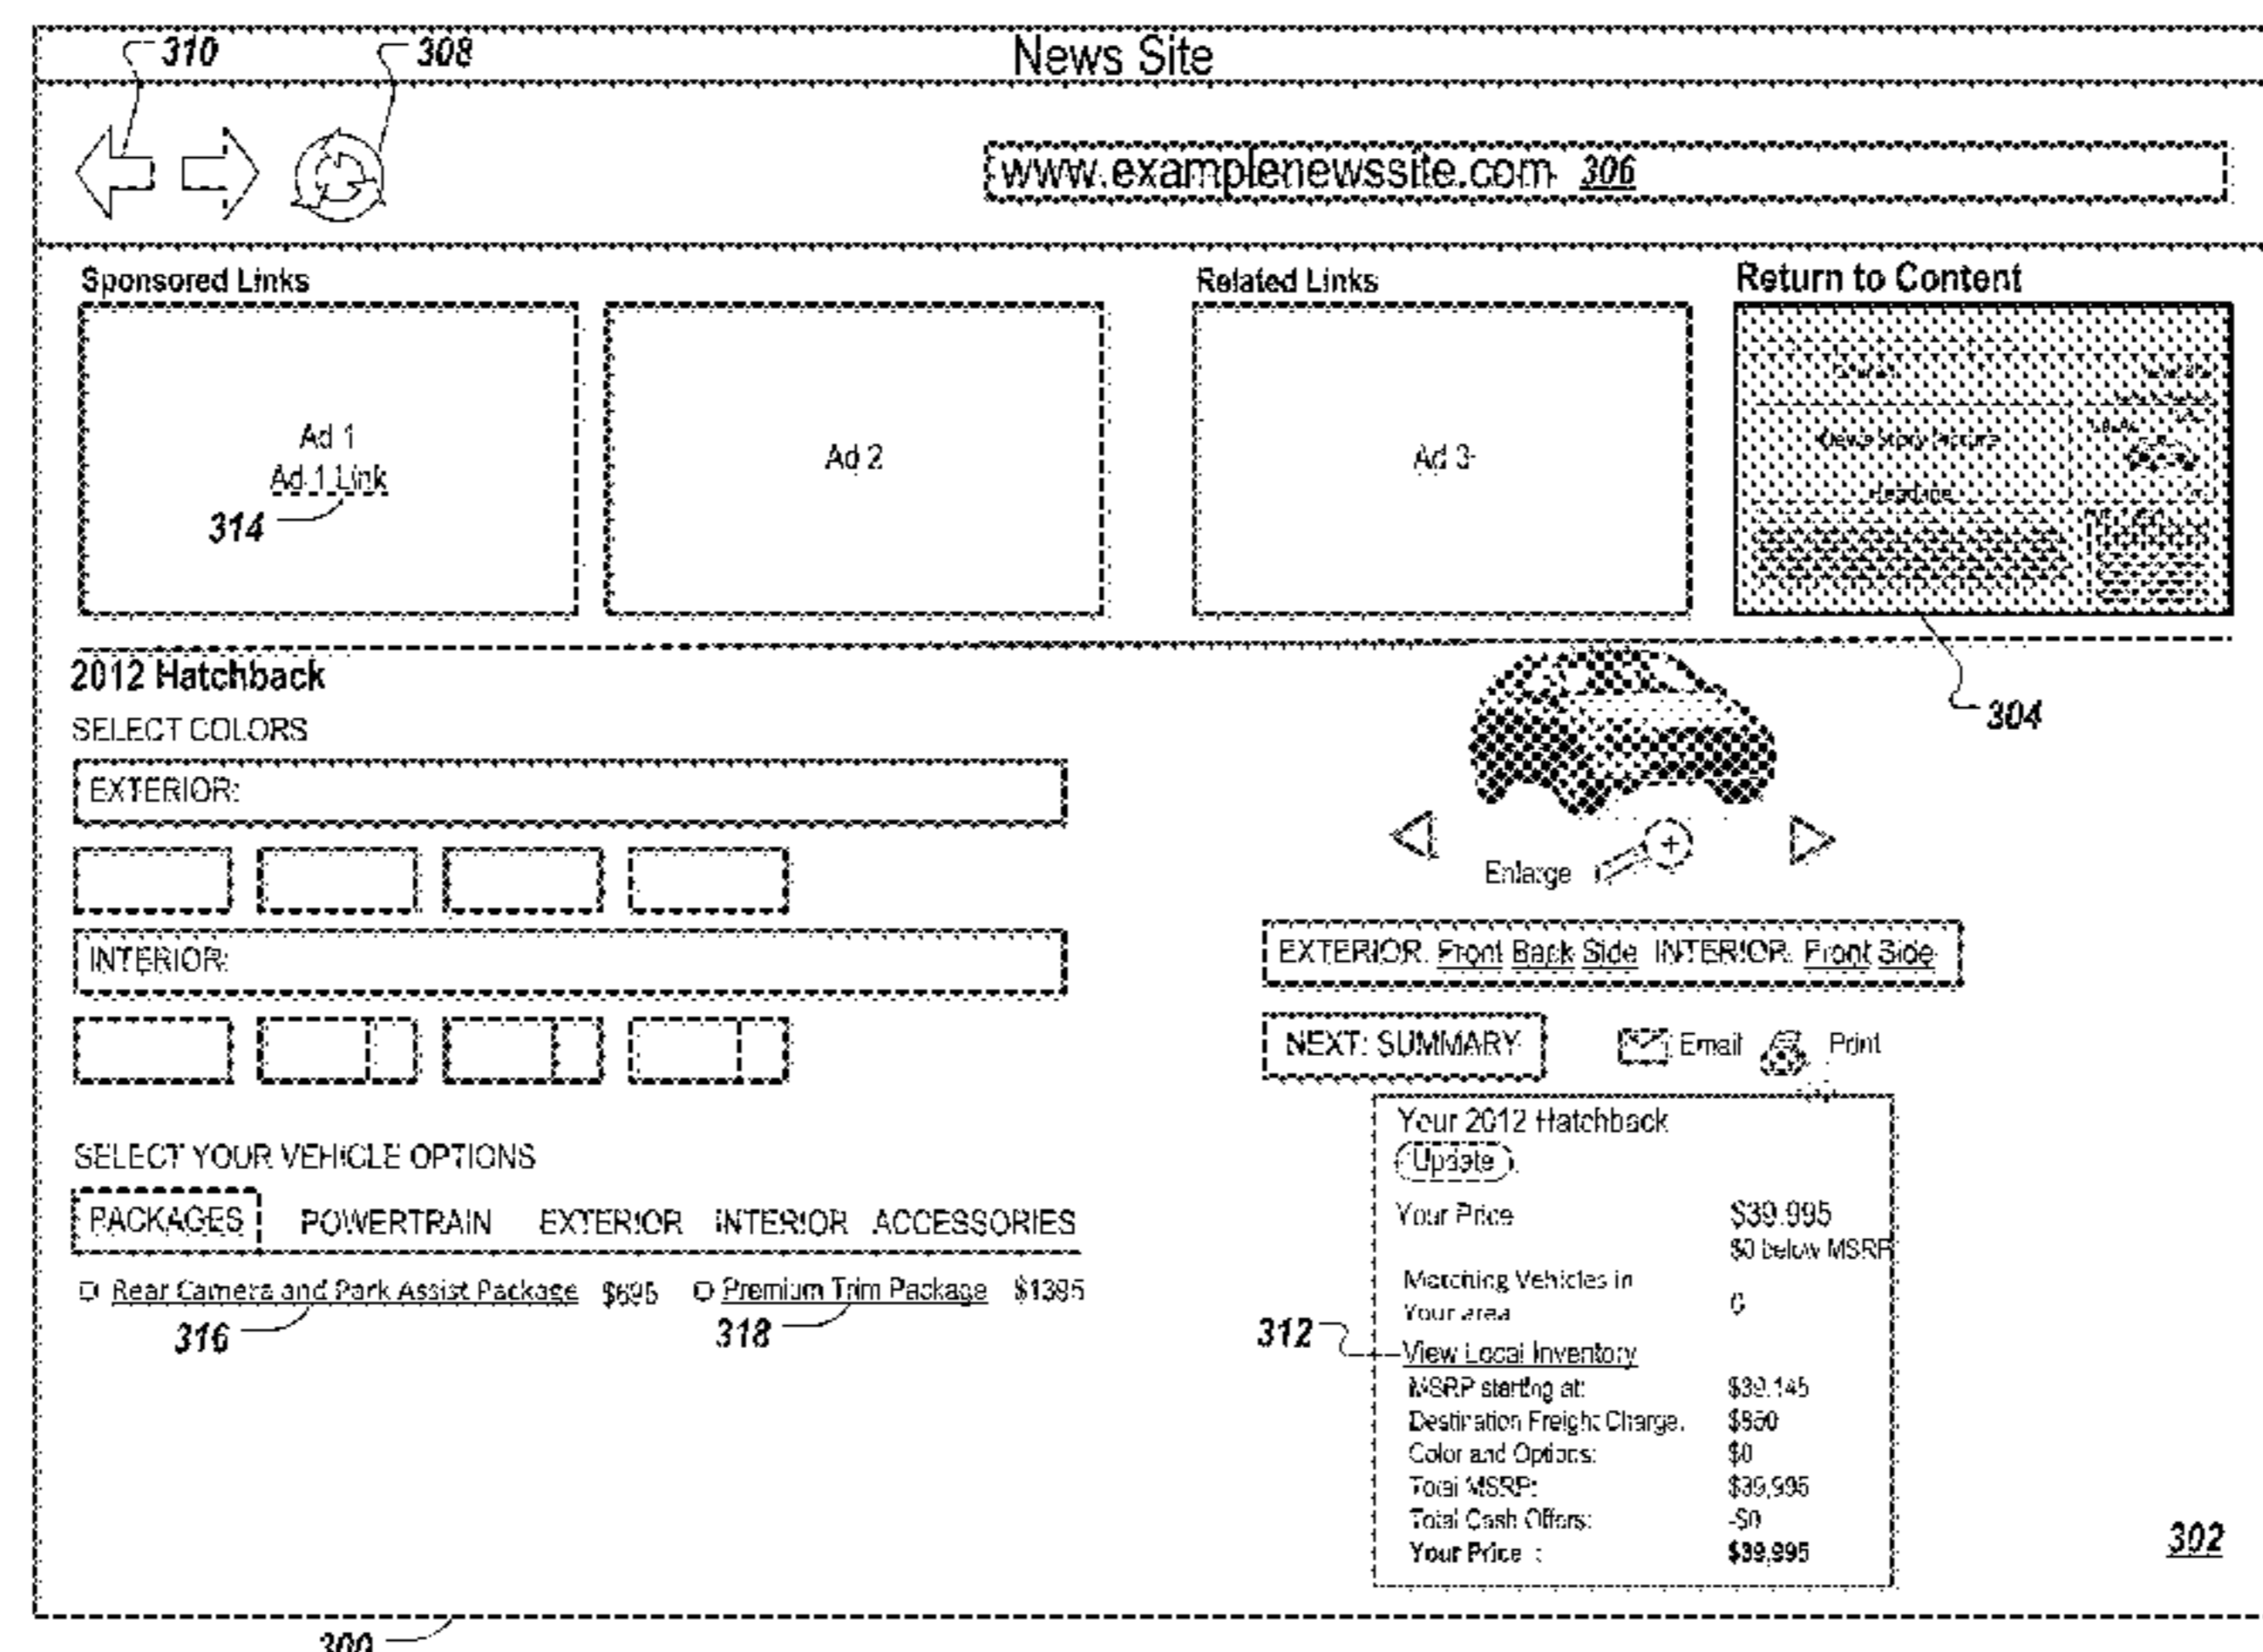 310 308 News Site
www.examplenewssite.com 306
Sponsored Links Related Links Return to Content
Ad 1
Ad 1 Link
314
Ad 2
Ad 3
News Story Picture
Headline
304
2012 Hatchback
SELECT COLORS
EXTERIOR:
INTERIOR:
SELECT YOUR VEHICLE OPTIONS
PACKAGES POWERTRAIN EXTERIOR INTERIOR ACCESSORIES
Rear Camera and Park Assist Package $695 Premium Trim Package $1395
316 318
Enlarge
EXTERIOR: Front Back Side INTERIOR: Front Side
NEXT: SUMMARY Email Print
Your 2012 Hatchback
Update
Your Price $39,995
$0 below MSRP
Matching Vehicles in
Your area 0
312 View Local Inventory
MSRP starting at: $39,145
Destination Freight Charge: $850
Color and Options: $0
Total MSRP: $39,995
Total Cash Offers: -$0
Your Price : $39,995
302
300